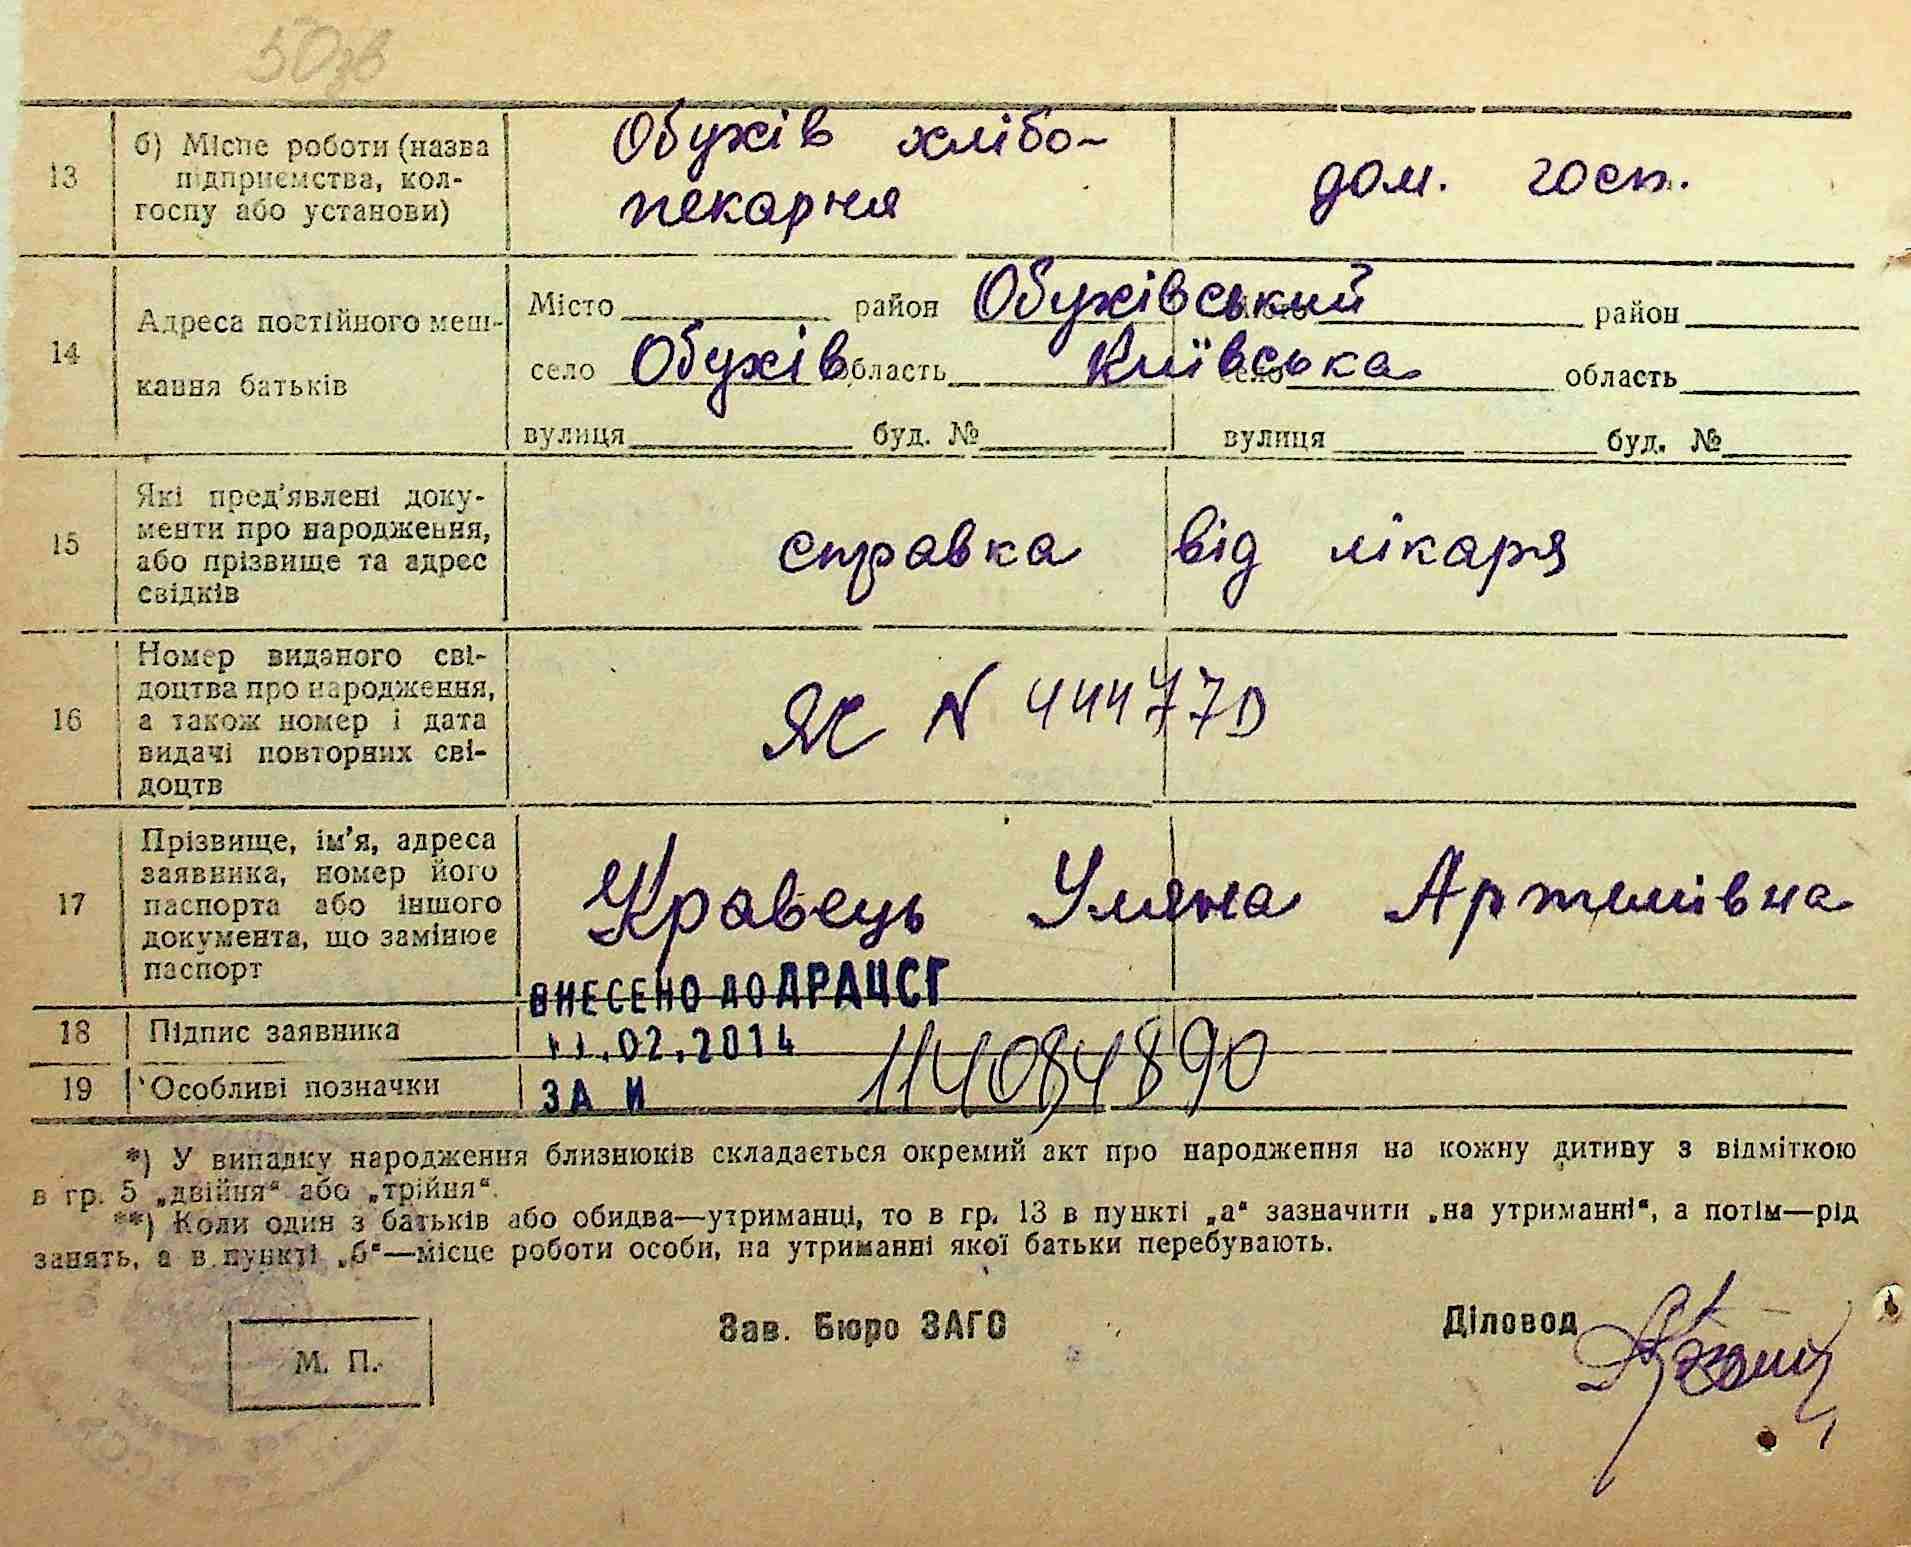 50зв
13 б) Місце роботи (назва підприємства, кол-госпу або установи) Обухів хлібо-пекарня дом. госп.
14 Адреса постійного меш-кання батьків
Місто район Обухівський район
село Обухів область Київська село область
вулиця буд. № вулиця буд. №
15 Які пред'явлені доку-менти про народження, або прізвище та адрес свідків справка від лікаря
16 Номер виданого сві-доцтва про народження, а також номер і дата видачі повторних сві-доцтв ЯЖ N 444770
17 Прізвище, ім'я, адреса заявника, номер його паспорта або іншого документа, що замінює паспорт Кравець Уляна Артемівна
ВНЕСЕНО ДО ДРАЦСГ
18 Підпис заявника 11.02.2014
19 Особливі позначки ЗА И 114084890
*) У випадку народження близнюків складається окремий акт про народження на кожну дитину з відміткою
в гр. 5 „двійня“ або „трійня“.
**) Коли один з батьків або обидва—утриманці, то в гр. 13 в пункті „а“ зазначити „на утриманні“, а потім—рід
занять, а в пункті „б“—місце роботи особи, на утриманні якої батьки перебувають.
Зав. Бюро ЗАГС Діловод
М. П.